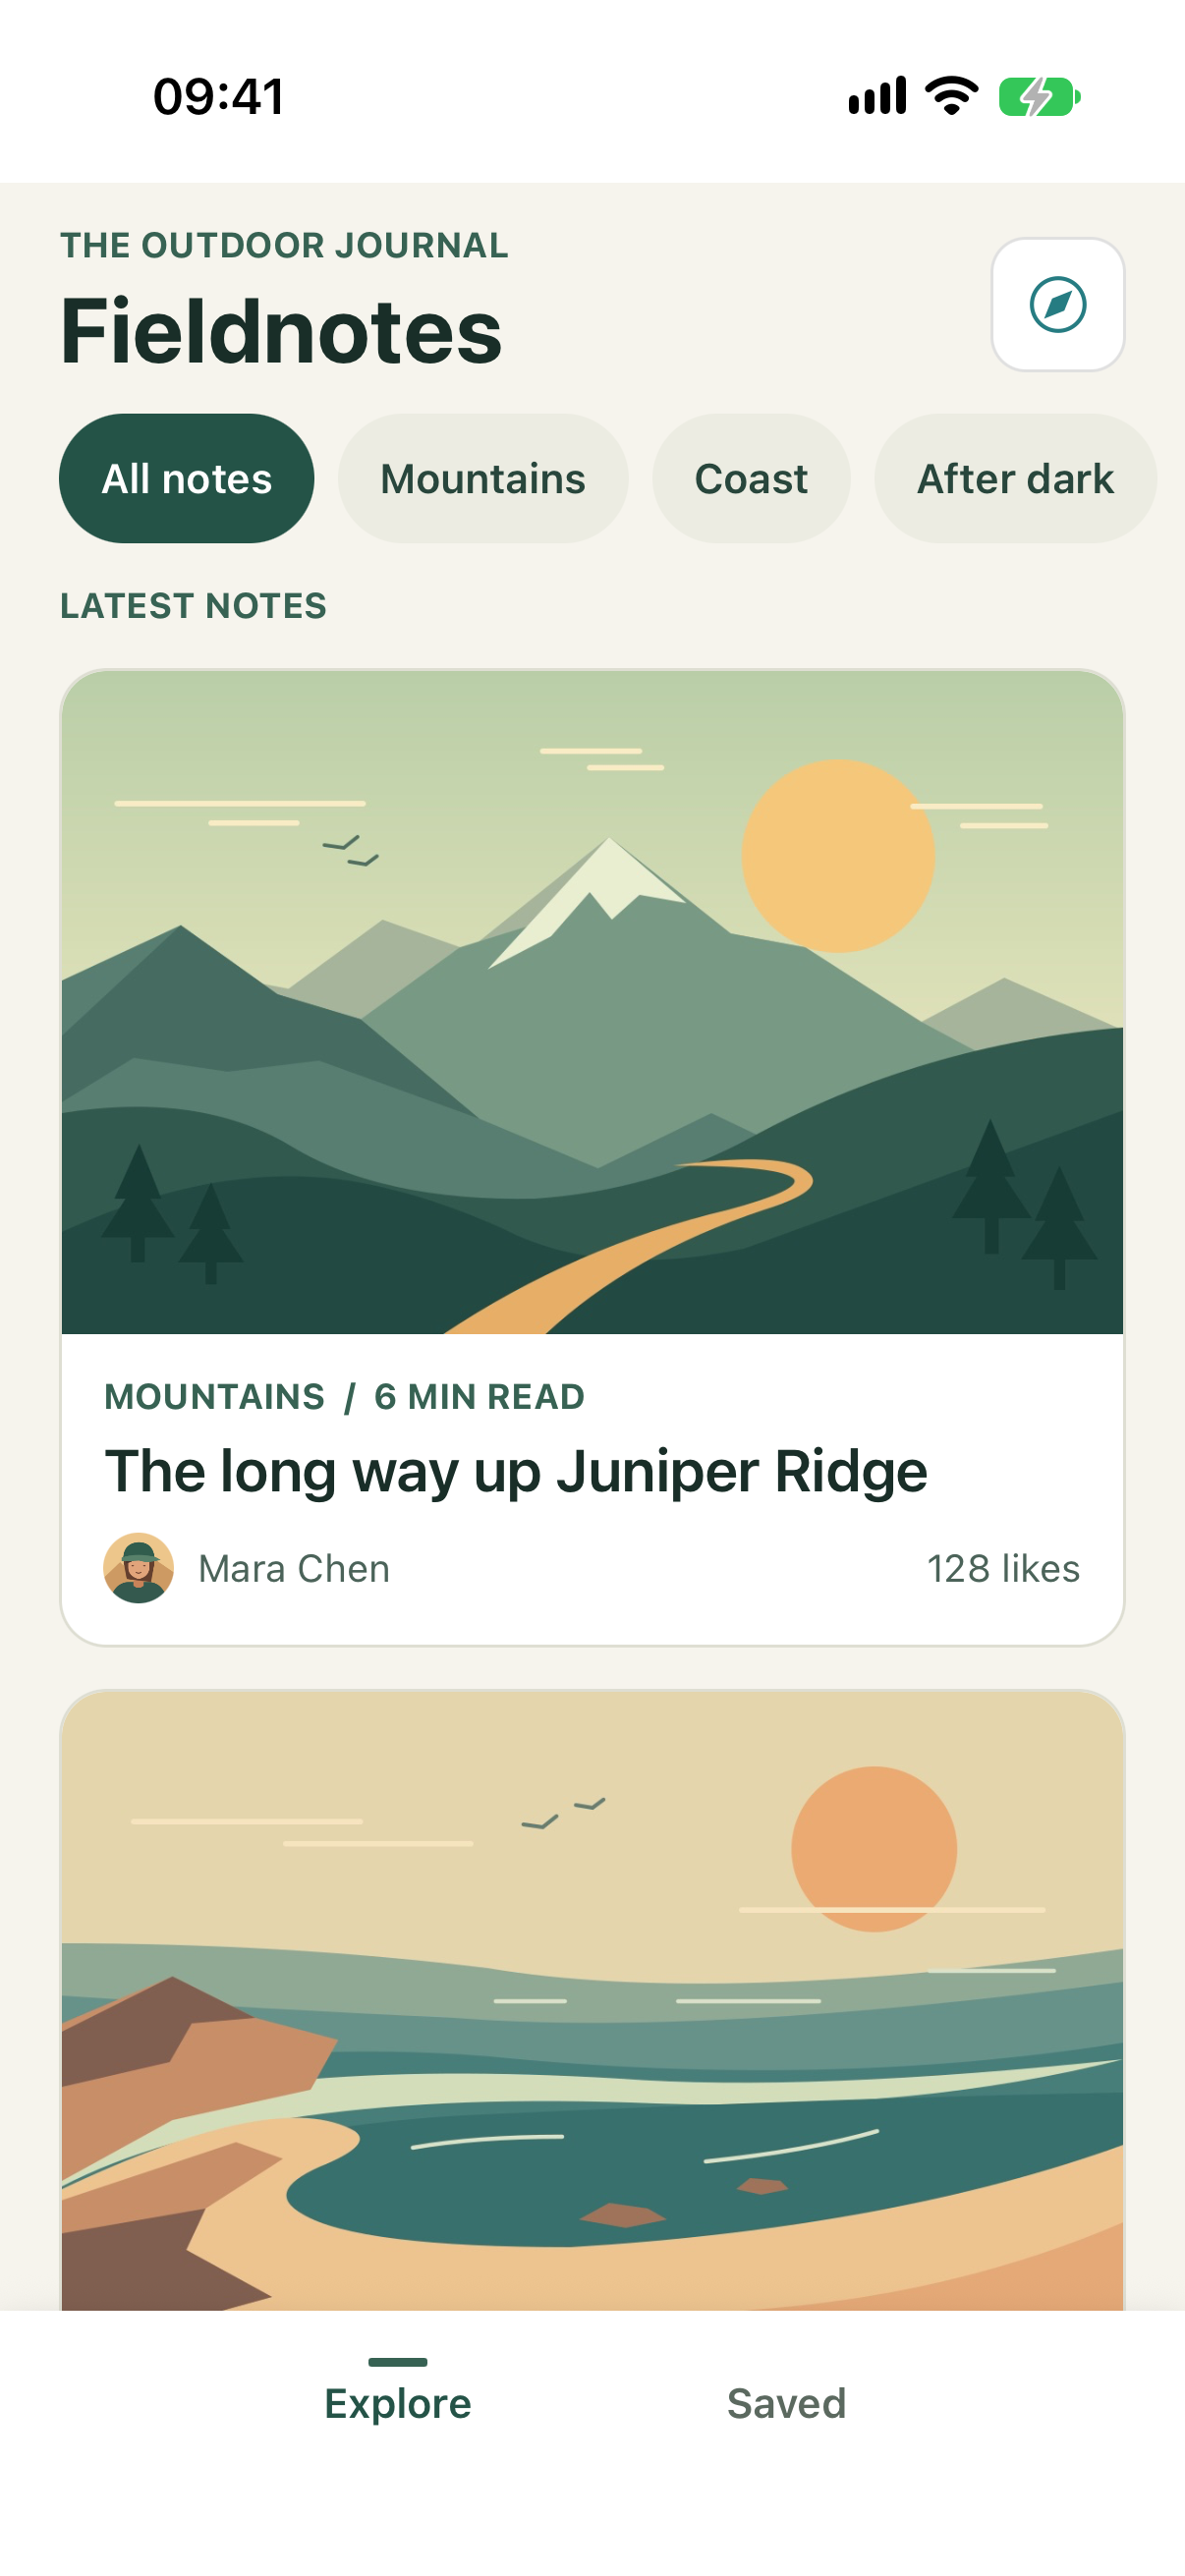 09:41
THE OUTDOOR JOURNAL
Fieldnotes
All notes Mountains Coast After dark
LATEST NOTES
MOUNTAINS / 6 MIN READ
The long way up Juniper Ridge
Mara Chen 128 likes
Explore Saved